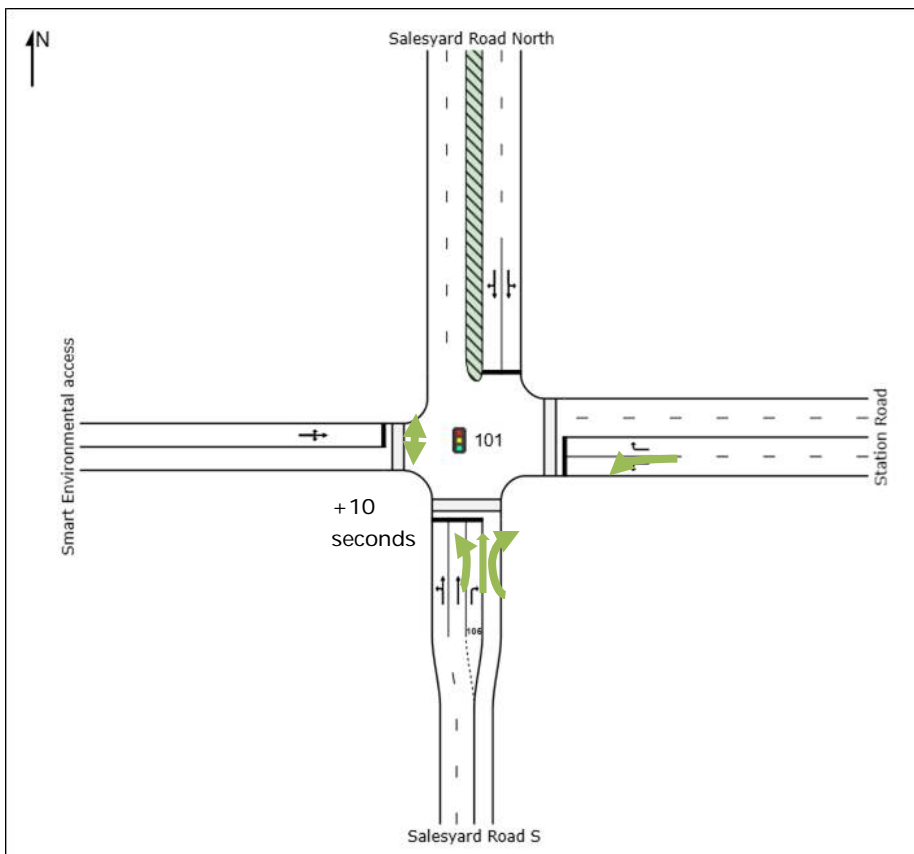 N
Salesyard Road North
Smart Environmental access
101
Station Road
+10
seconds
106
Salesyard Road S